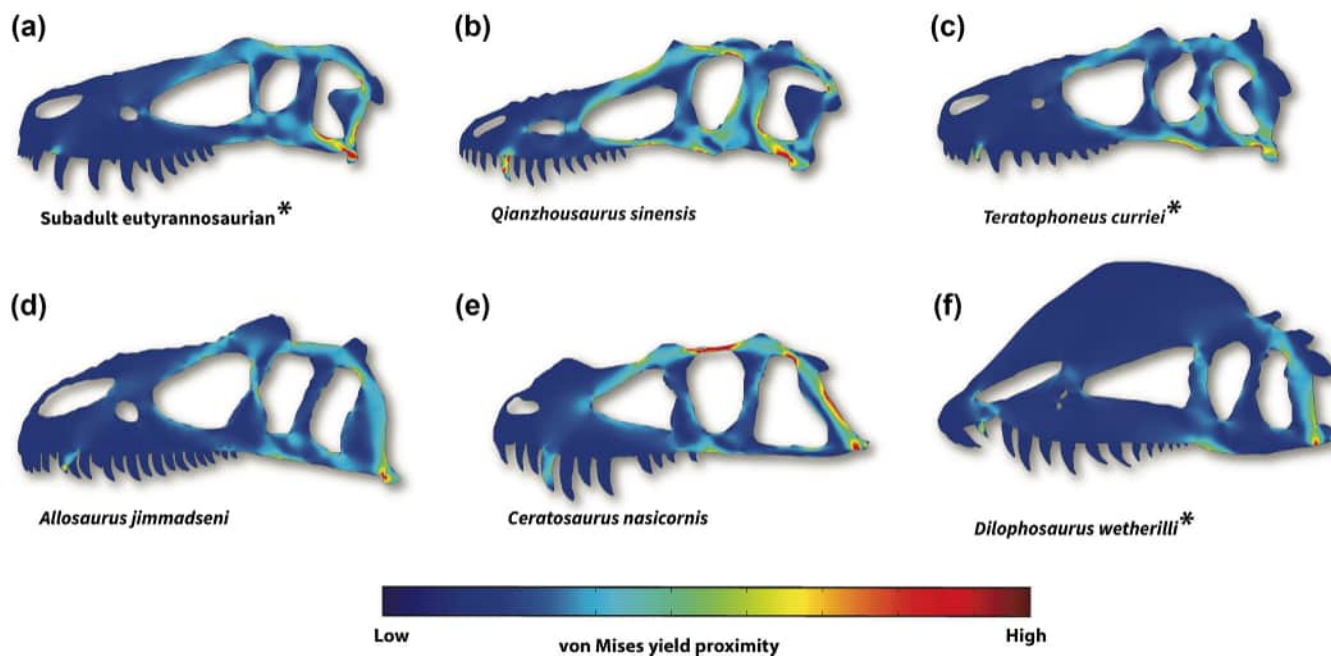 (a)
(b)
(c)
Subadult eutyrannosaurian*
Qianzhousaurus sinensis
Teratophoneus curriei*
(d)
(e)
(f)
Allosaurus jimmadseni
Ceratosaurus nasicornis
Dilophosaurus wetherilli*
Low
von Mises yield proximity
High